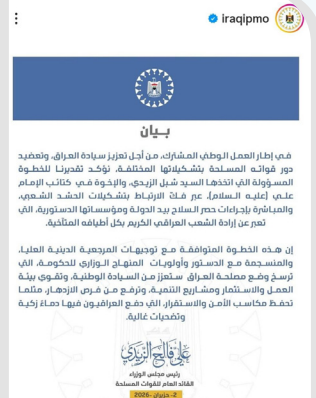 iraqipmo
بيان
في إطار العمل الوطني المشترك، من أجل تعزيز سيادة العراق، وتعضيد
دور قواته المسلحة بتشكيلاتها المختلفة، نؤكد تقديرنا للخطوة
المسؤولة التي اتخذها السيد شبل الزيدي، والإخوة في كتائب الإمام
علي (عليه السلام)، عبر فك الارتباط بتشكيلات الحشد الشعبي،
والمباشرة بإجراءات حصر السلاح بيد الدولة ومؤسساتها الدستورية، التي
تعبر عن إرادة الشعب العراقي الكريم بكل أطيافه المتآخية.
إن هذه الخطوة المتوافقة مع توجيهات المرجعية الدينية العليا،
والمنسجمة مع الدستور وأولويات المنهاج الوزاري للحكومة، التي
ترسخ وضع مصلحة العراق ستعزز من السيادة الوطنية، وتقوي بيئة
العمل والاستثمار ومشاريع التنمية، وترفع من فرص الازدهار، مثلما
تحفظ مكاسب الأمن والاستقرار، التي دفع العراقيون فيها دماءً زكية
وتضحيات غالية.
علي فالح الزيدي
رئيس مجلس الوزراء
القائد العام للقوات المسلحة
2- حزيران -2026